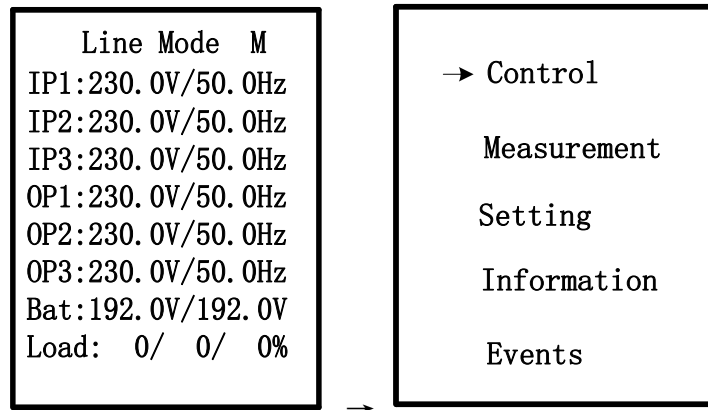 Line Mode M
IP1:230.0V/50.0Hz
IP2:230.0V/50.0Hz
IP3:230.0V/50.0Hz
OP1:230.0V/50.0Hz
OP2:230.0V/50.0Hz
OP3:230.0V/50.0Hz
Bat:192.0V/192.0V
Load: 0/ 0/ 0%
→ Control
Measurement
Setting
Information
Events
→